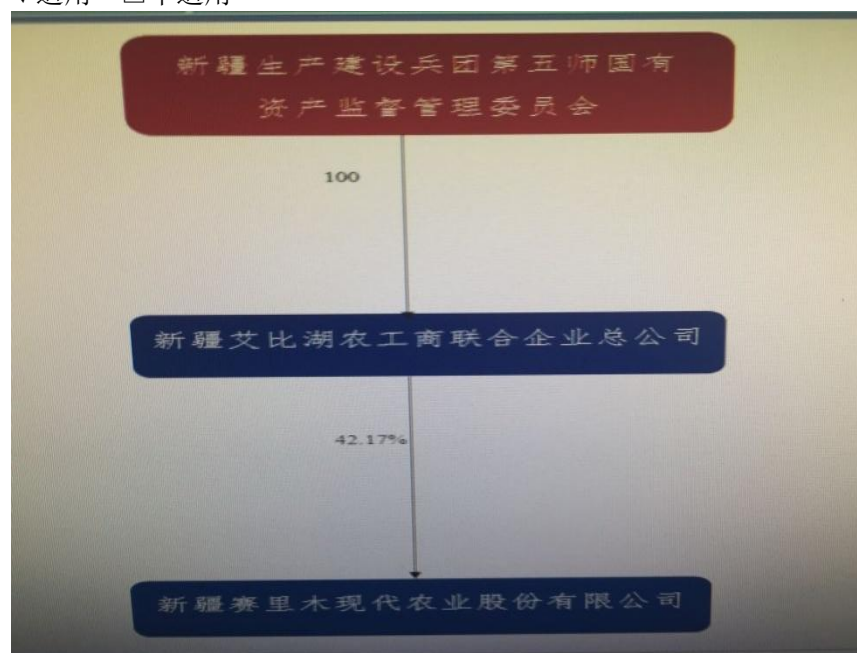 新疆生产建设兵团第五师国有
资产监督管理委员会
100
新疆艾比湖农工商联合企业总公司
42.17%
新疆赛里木现代农业股份有限公司